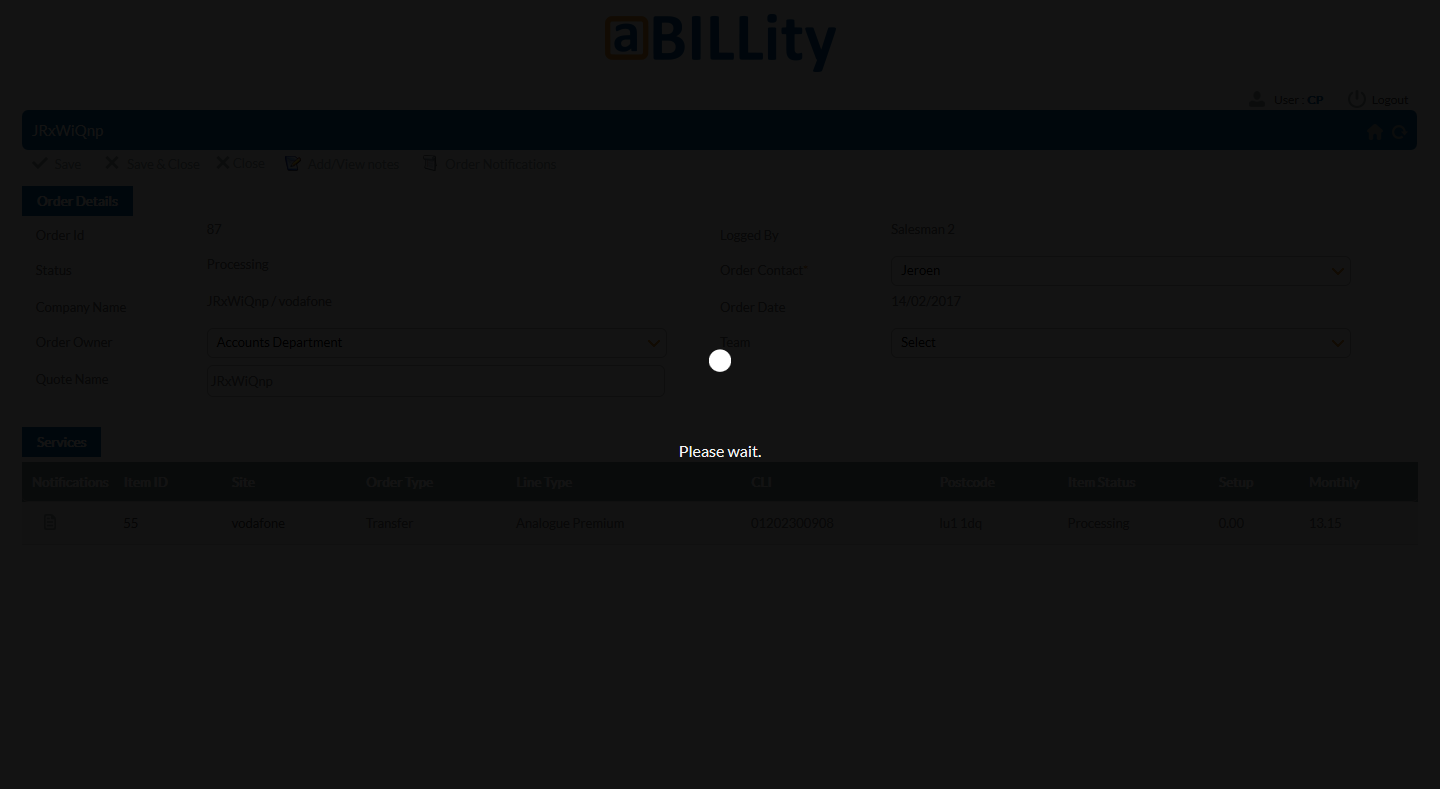 aBILLity
User : CP Logout
JRxWiQnp
Save Save & Close Close Add/View notes Order Notifications
Order Details
Order Id 87 Logged By Salesman 2
Status Processing Order Contact* Jeroen
Company Name JRxWiQnp / vodafone Order Date 14/02/2017
Order Owner Accounts Department Team Select
Quote Name JRxWiQnp
Services
Please wait.
Notifications Item ID Site Order Type Line Type CLI Postcode Item Status Setup Monthly
55 vodafone Transfer Analogue Premium 01202300908 lu1 1dq Processing 0.00 13.15